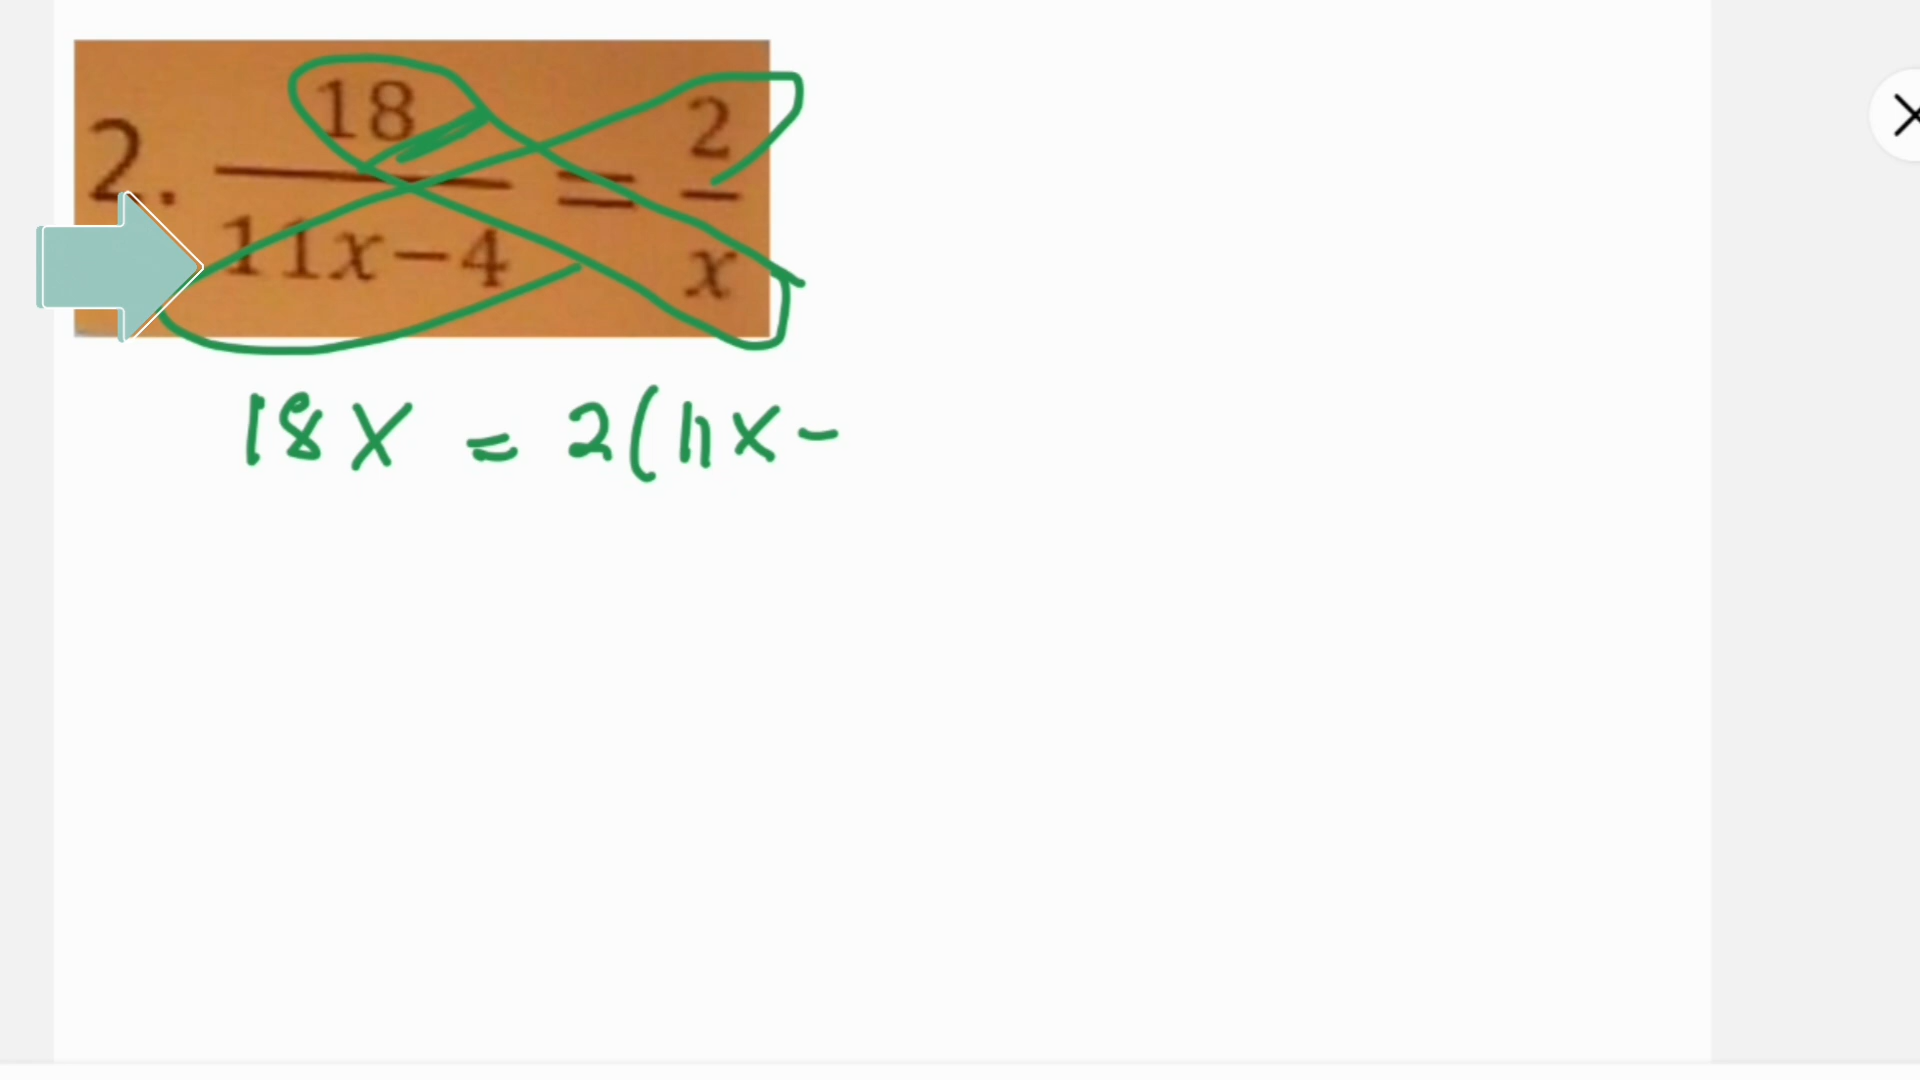 2. 18/(11x−4) = 2/x
18x = 2(11x−